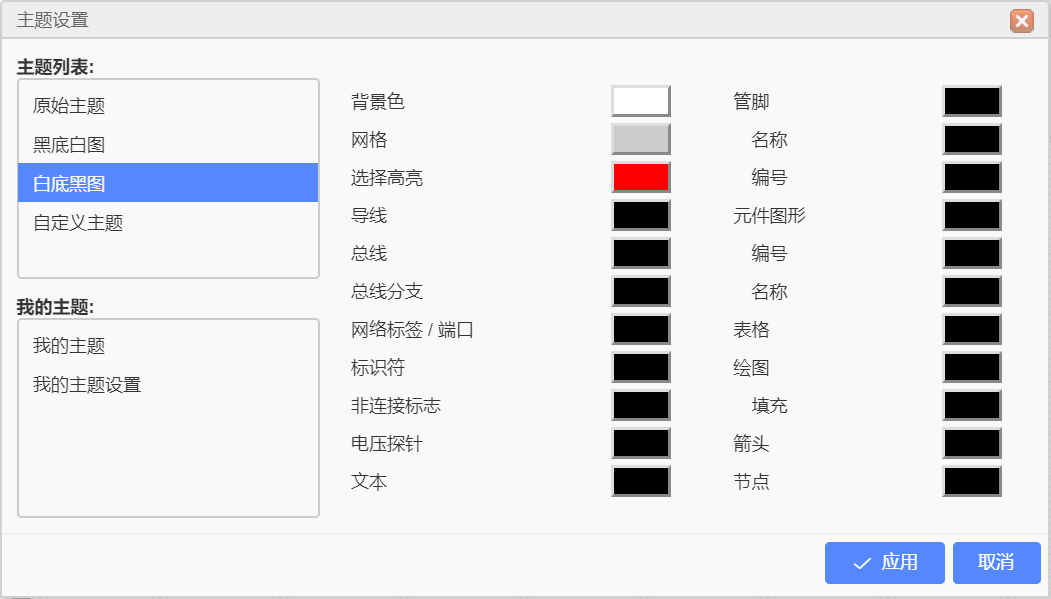 主题设置
主题列表:
原始主题
黑底白图
白底黑图
自定义主题
我的主题:
我的主题
我的主题设置
背景色
网格
选择高亮
导线
总线
总线分支
网络标签 / 端口
标识符
非连接标志
电压探针
文本
管脚
名称
编号
元件图形
编号
名称
表格
绘图
填充
箭头
节点
应用
取消